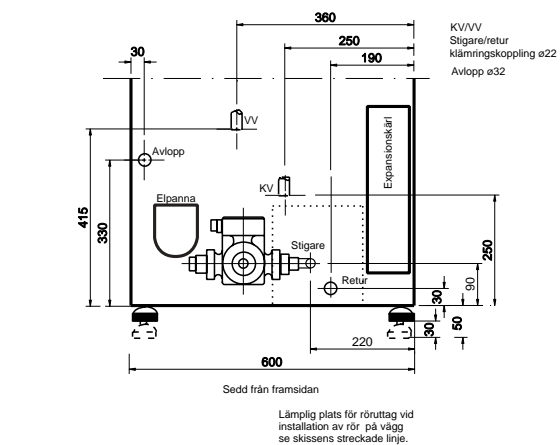 360
KV/VV
Stigare/retur
klämringskoppling ø22
Avlopp ø32
30
250
190
VV
Avlopp
Expansionskärl
Elpanna
KV
415
330
Stigare
250
Retur
30
90
30
50
220
600
Sedd från framsidan
Lämplig plats för röruttag vid
installation av rör på vägg
se skissens streckade linje.